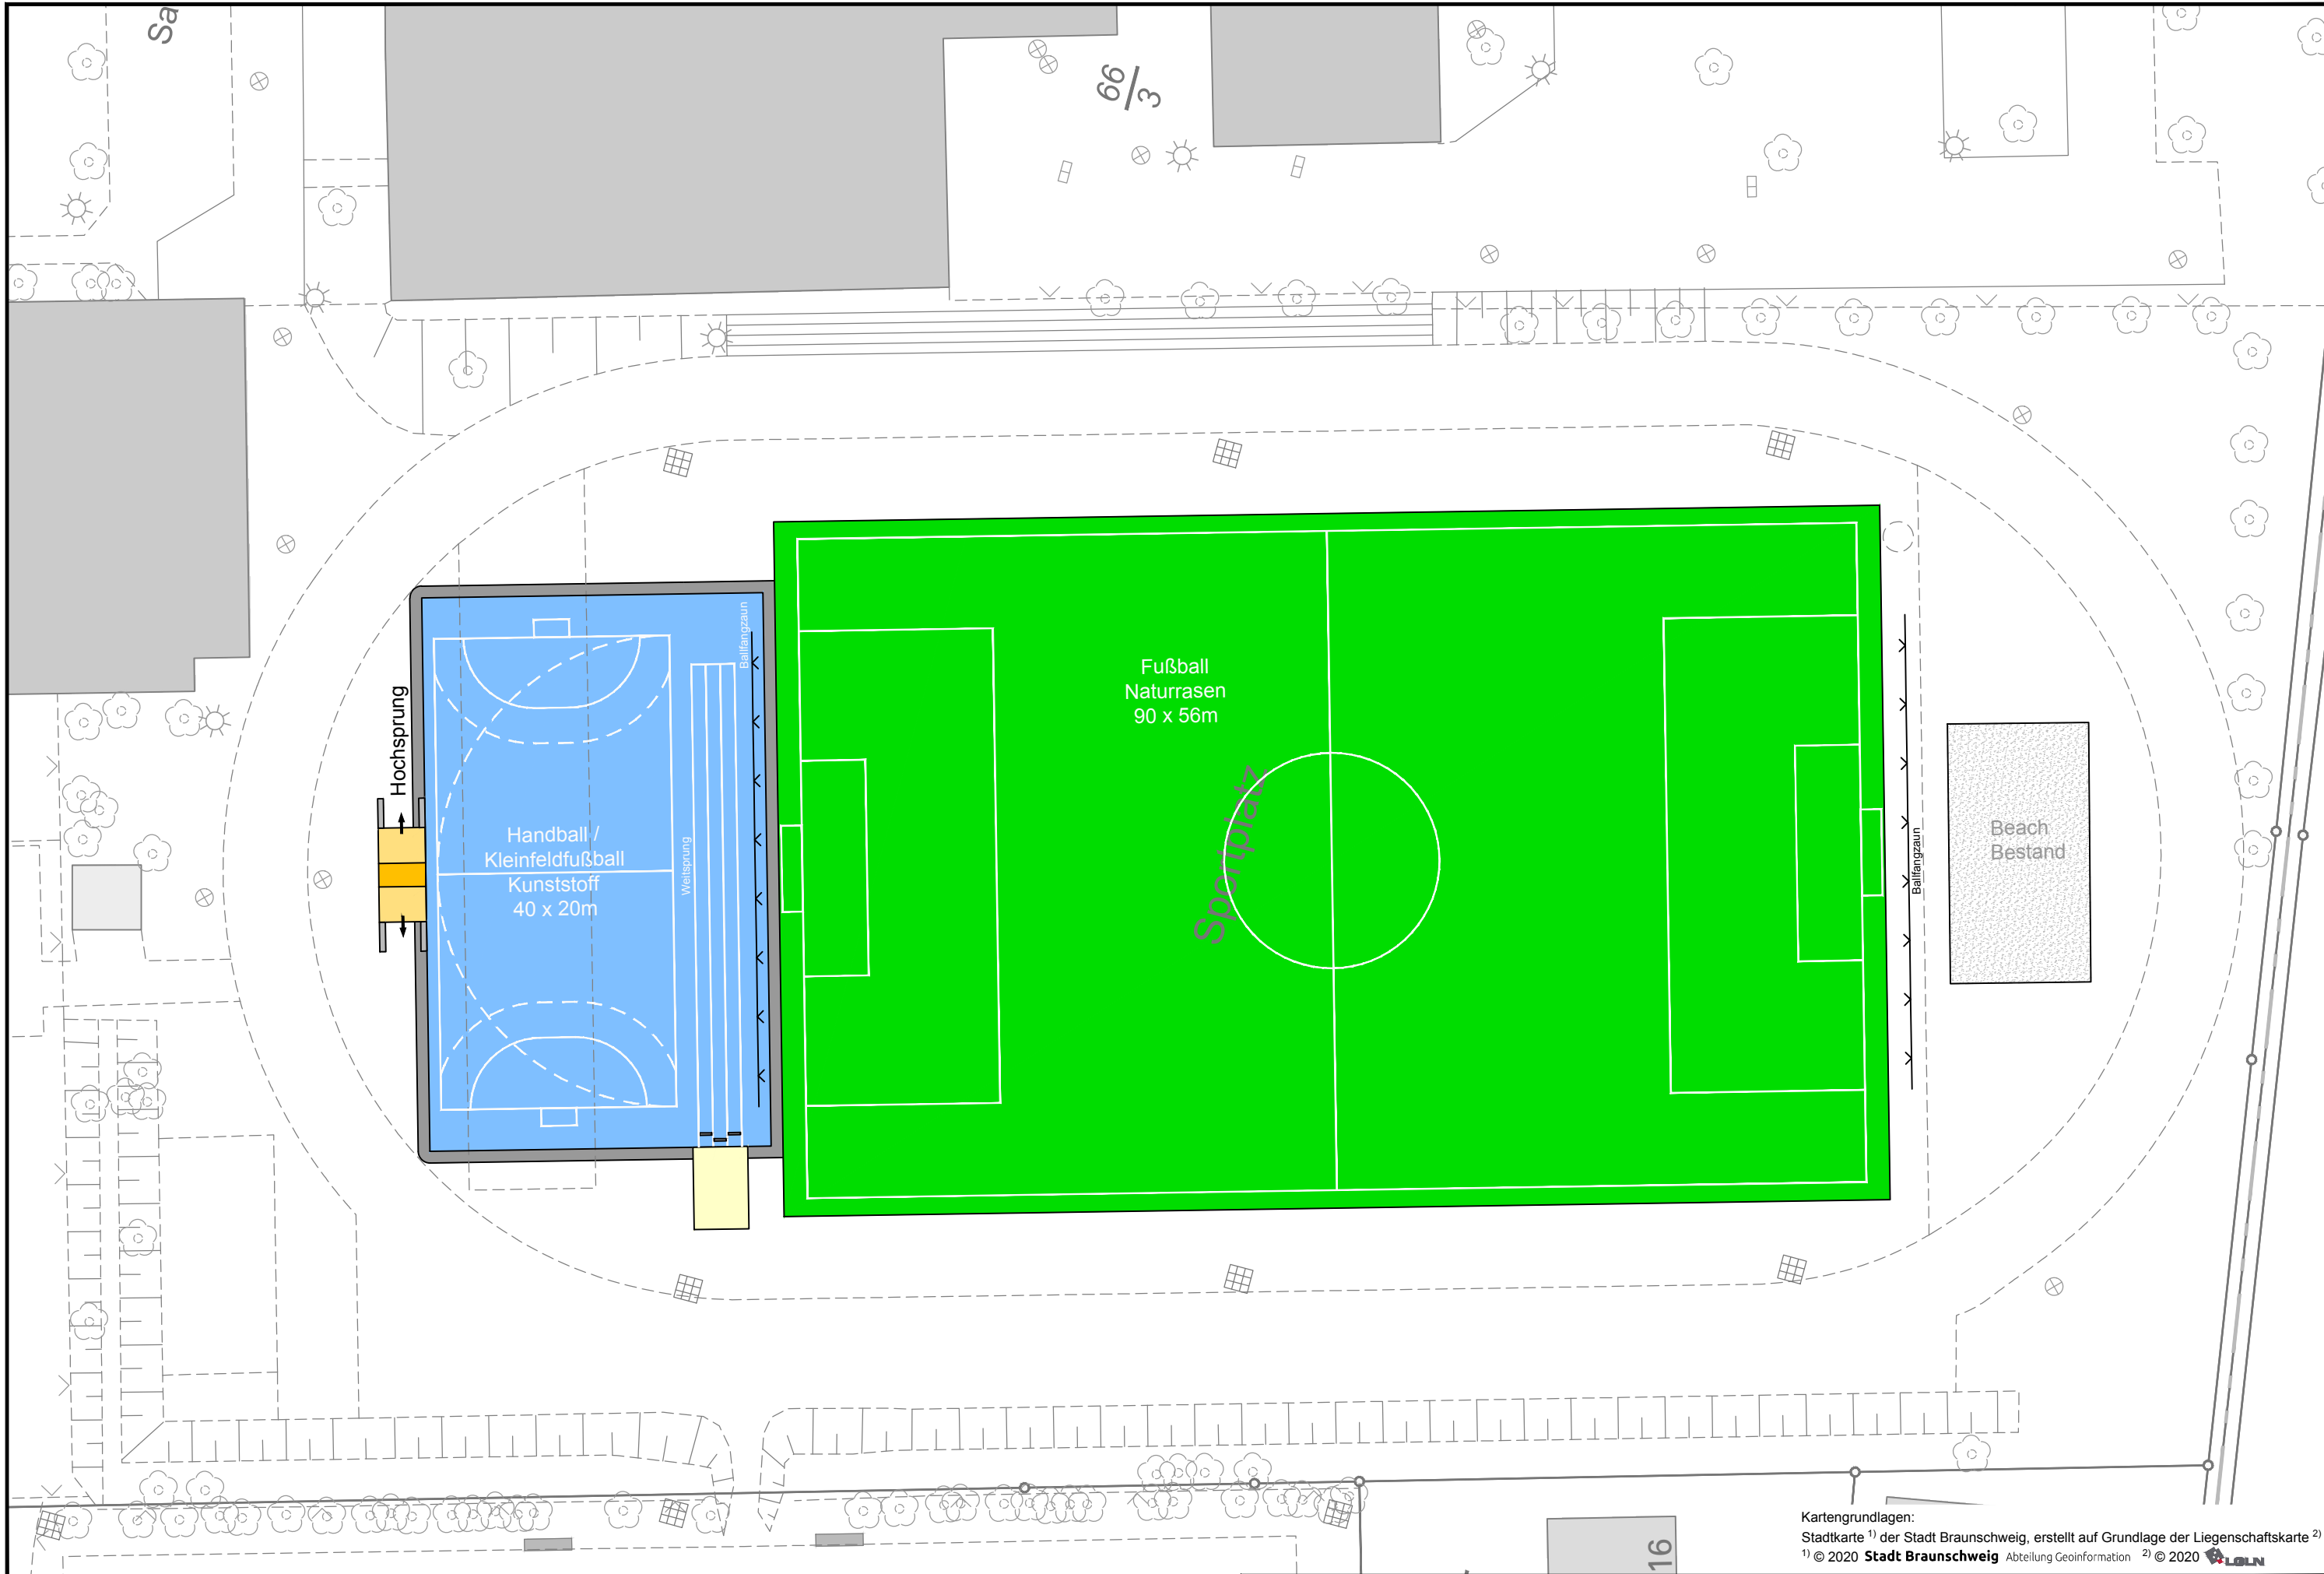 Sa
66/3
Ballfangzaun
Hochsprung
Fußball
Naturrasen
90 x 56m
Sportplatz
Handball /
Kleinfeldfußball
Kunststoff
40 x 20m
Weitsprung
Ballfangzaun
Beach
Bestand
16
Kartengrundlagen:
Stadtkarte 1) der Stadt Braunschweig, erstellt auf Grundlage der Liegenschaftskarte 2)
1) © 2020 Stadt Braunschweig Abteilung Geoinformation 2) © 2020 LGLN